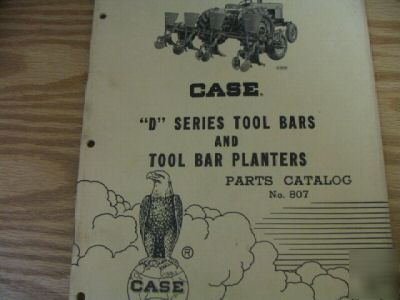 CASE.
"D" SERIES TOOL BARS
AND
TOOL BAR PLANTERS
PARTS CATALOG
No. 807
®
CASE